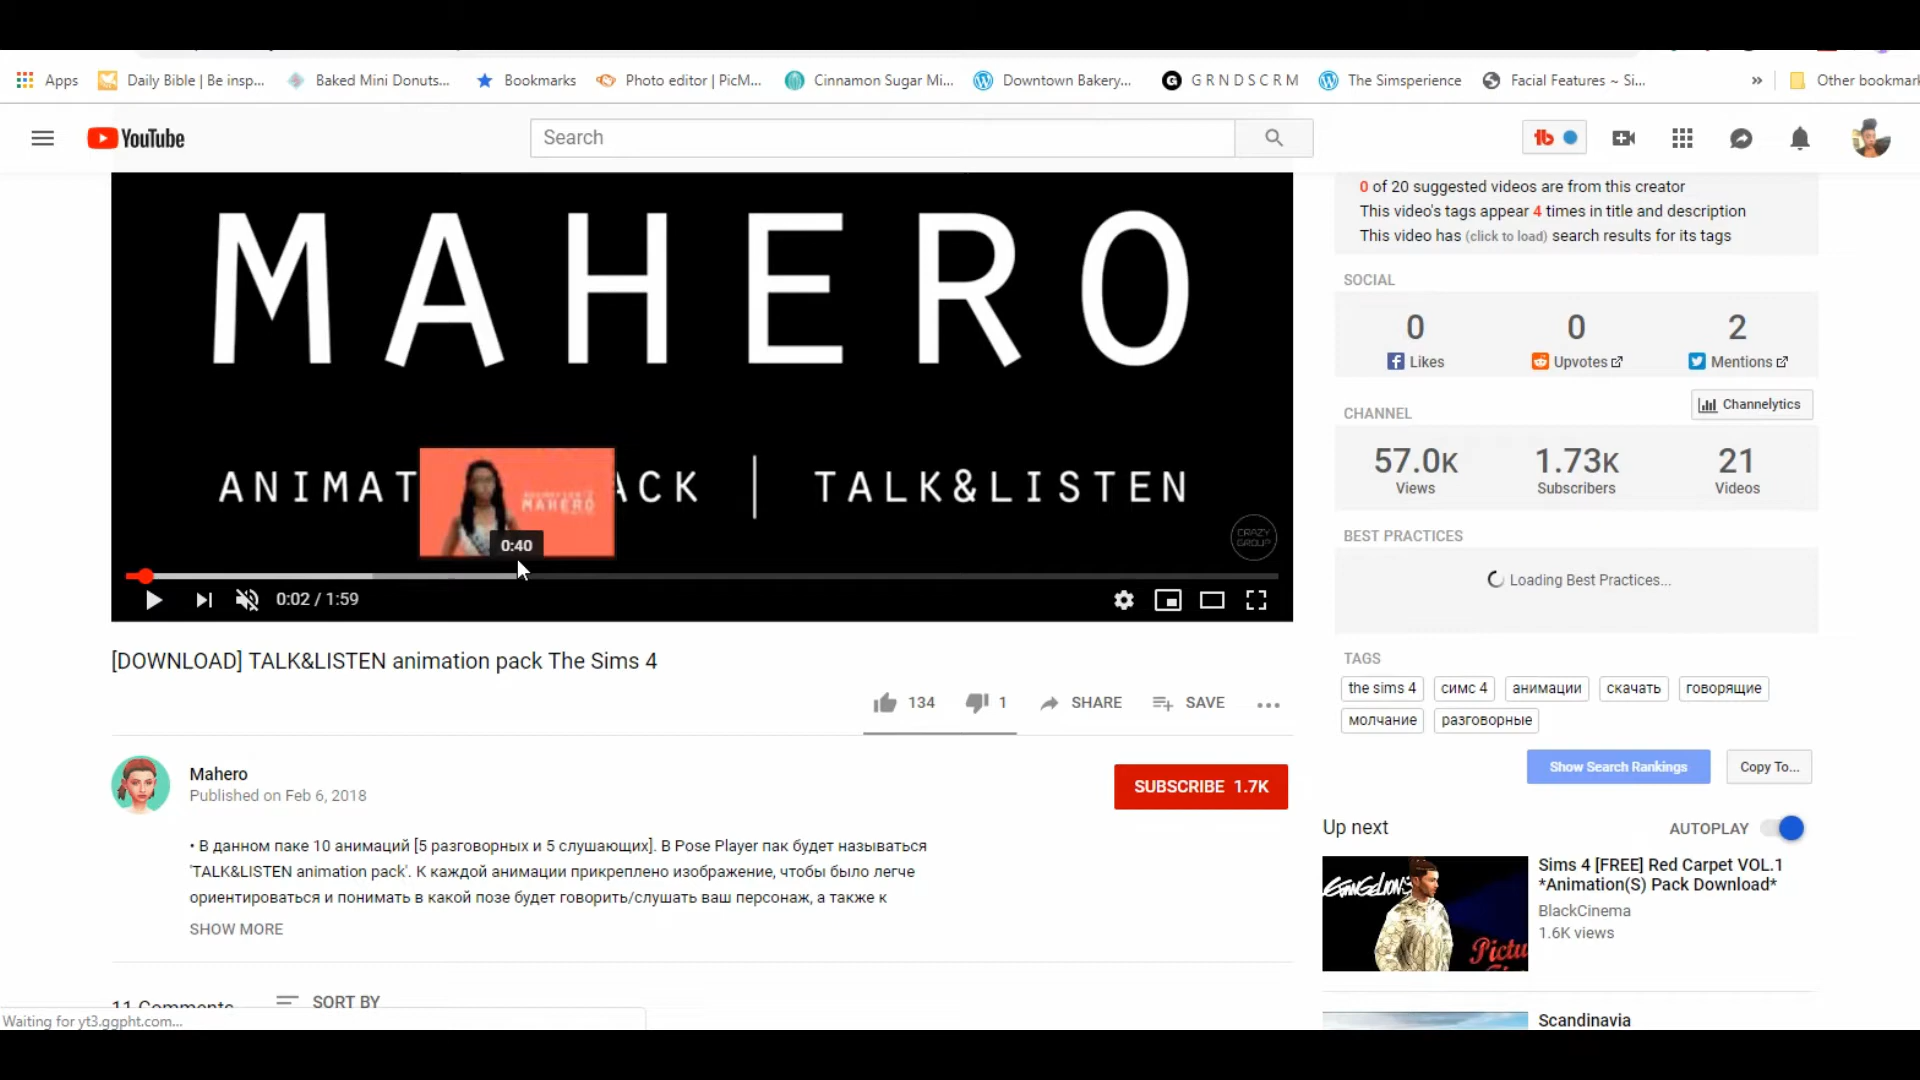 Apps
Daily Bible | Be insp...
Baked Mini Donuts...
Bookmarks
Photo editor | PicM...
Cinnamon Sugar Mi...
Downtown Bakery...
G R N D S C R M
The Simsperience
Facial Features ~ Si...
»
Other bookmark
YouTube
Search
MAHERO
ANIMAT ACK | TALK&LISTEN
MAHERO
0:40
CRAZY
GROUP
0:02 / 1:59
[DOWNLOAD] TALK&LISTEN animation pack The Sims 4
134
1
SHARE
SAVE
Mahero
Published on Feb 6, 2018
SUBSCRIBE 1.7K
• В данном паке 10 анимаций [5 разговорных и 5 слушающих]. В Pose Player пак будет называться
'TALK&LISTEN animation pack'. К каждой анимации прикреплено изображение, чтобы было легче
ориентироваться и понимать в какой позе будет говорить/слушать ваш персонаж, а также к
SHOW MORE
11 Comments
SORT BY
Waiting for yt3.ggpht.com...
0 of 20 suggested videos are from this creator
This video's tags appear 4 times in title and description
This video has (click to load) search results for its tags
SOCIAL
0
Likes
0
Upvotes
2
Mentions
CHANNEL
Channelytics
57.0K
Views
1.73K
Subscribers
21
Videos
BEST PRACTICES
Loading Best Practices...
TAGS
the sims 4
симс 4
анимации
скачать
говорящие
молчание
разговорные
Show Search Rankings
Copy To...
Up next
AUTOPLAY
EVANGELION
Pictu
Sims 4 [FREE] Red Carpet VOL.1
*Animation(S) Pack Download*
BlackCinema
1.6K views
Scandinavia